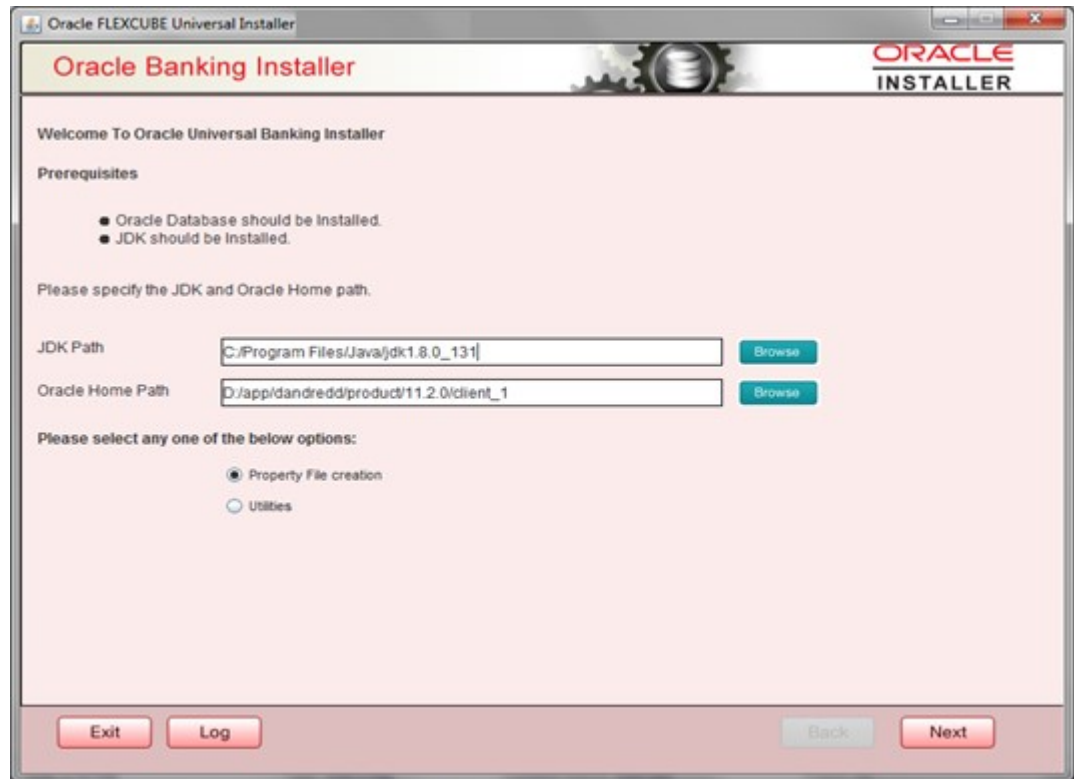 Oracle FLEXCUBE Universal Installer
Oracle Banking Installer
ORACLE
INSTALLER
Welcome To Oracle Universal Banking Installer
Prerequisites
Oracle Database should be Installed.
JDK should be Installed.
Please specify the JDK and Oracle Home path.
JDK Path C:/Program Files/Java/jdk1.8.0_131 Browse
Oracle Home Path D:/app/dandredd/product/11.2.0/client_1 Browse
Please select any one of the below options:
Property File creation
Utilities
Exit Log Back Next